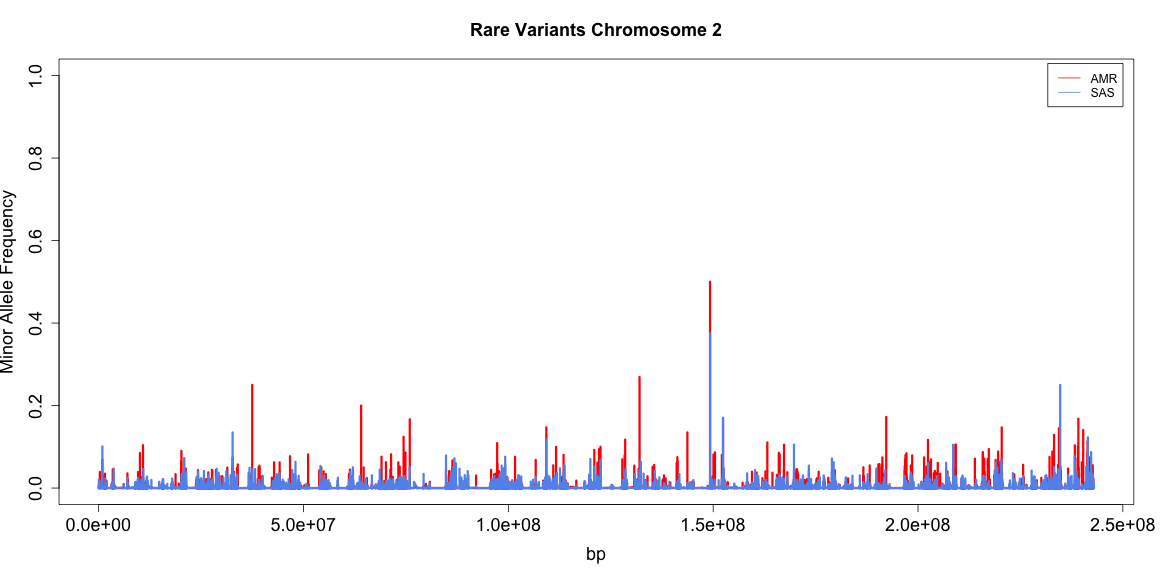 Rare Variants Chromosome 2
AMR
SAS
Minor Allele Frequency
1.0
0.8
0.6
0.4
0.2
0.0
0.0e+00 5.0e+07 1.0e+08 1.5e+08 2.0e+08 2.5e+08
bp